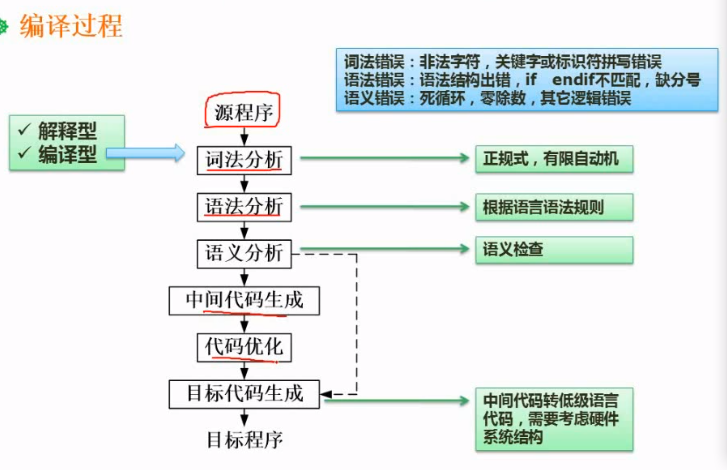 编译过程
词法错误：非法字符，关键字或标识符拼写错误
语法错误：语法结构出错，if endif不匹配，缺分号
语义错误：死循环，零除数，其它逻辑错误
✓ 解释型
✓ 编译型
源程序
词法分析
正规式，有限自动机
语法分析
根据语言语法规则
语义分析
语义检查
中间代码生成
代码优化
目标代码生成
中间代码转低级语言
代码，需要考虑硬件
系统结构
目标程序